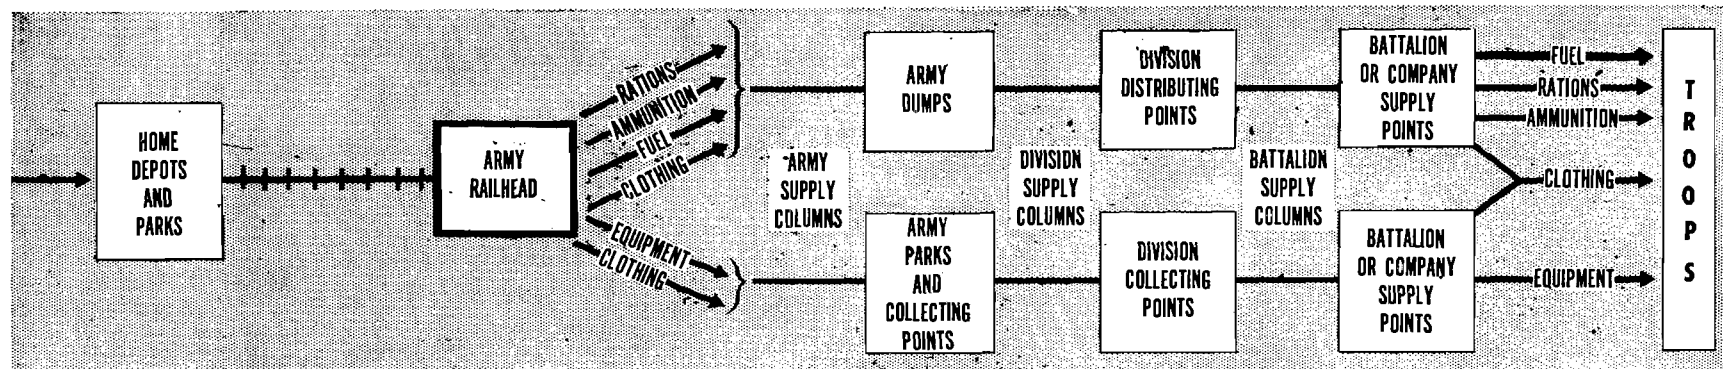 HOME
DEPOTS
AND
PARKS
ARMY
RAILHEAD
RATIONS
AMMUNITION
FUEL
CLOTHING
EQUIPMENT
CLOTHING
ARMY
SUPPLY
COLUMNS
ARMY
DUMPS
ARMY
PARKS
AND
COLLECTING
POINTS
DIVISION
SUPPLY
COLUMNS
DIVISION
DISTRIBUTING
POINTS
DIVISION
COLLECTING
POINTS
BATTALION
SUPPLY
COLUMNS
BATTALION
OR COMPANY
SUPPLY
POINTS
BATTALION
OR COMPANY
SUPPLY
POINTS
FUEL
RATIONS
AMMUNITION
CLOTHING
EQUIPMENT
TROOPS